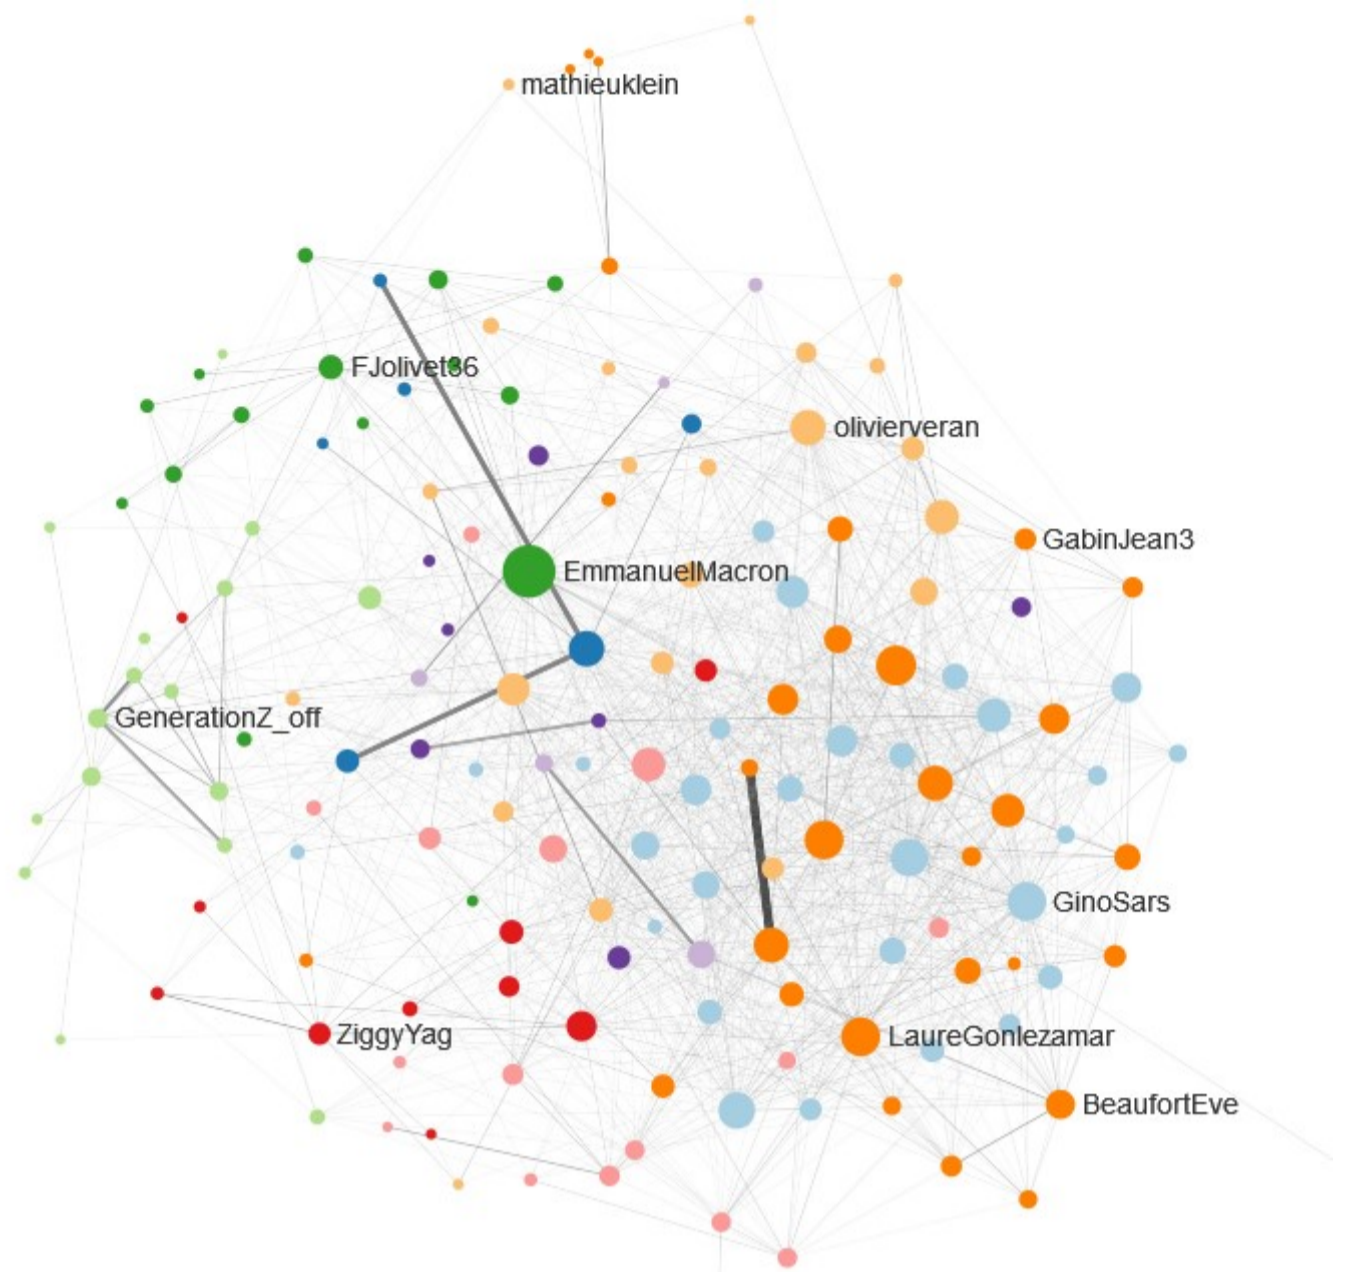 mathieuklein
FJolivet36
olivierveran
GabinJean3
EmmanuelMacron
GenerationZ_off
GinoSars
ZiggyYag
LaureGonlezamar
BeaufortEve